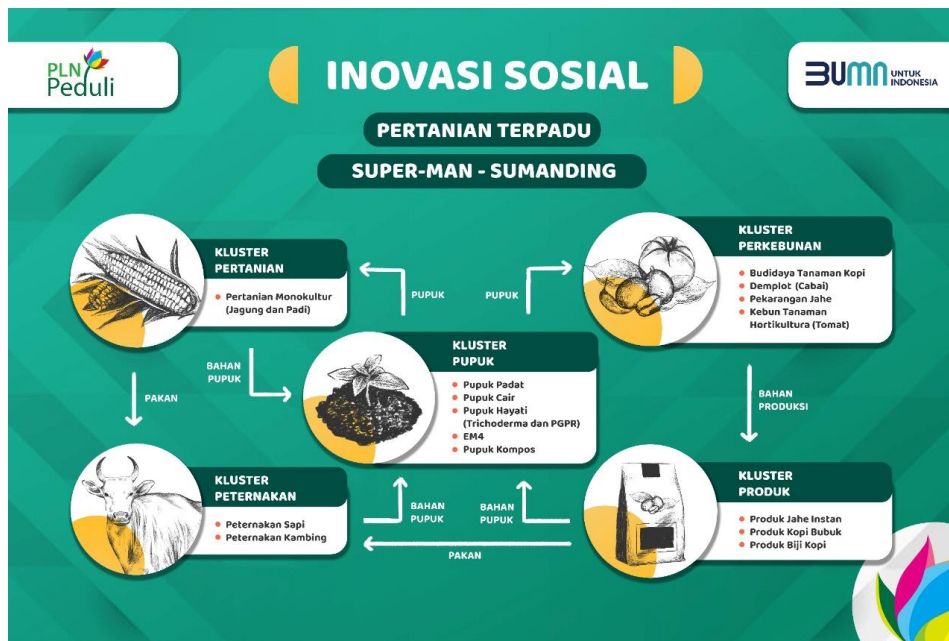 PLN
Peduli
INOVASI SOSIAL
BUMN UNTUK
INDONESIA
PERTANIAN TERPADU
SUPER-MAN - SUMANDING
KLUSTER
PERTANIAN
Pertanian Monokultur
(Jagung dan Padi)
PUPUK
PUPUK
KLUSTER
PERKEBUNAN
Budidaya Tanaman Kopi
Demplot (Cabai)
Pekarangan Jahe
Kebun Tanaman
Hortikultura (Tomat)
PAKAN
BAHAN
PUPUK
KLUSTER
PUPUK
Pupuk Padat
Pupuk Cair
Pupuk Hayati
(Trichoderma dan PGPR)
EM4
Pupuk Kompos
BAHAN
PRODUKSI
KLUSTER
PETERNAKAN
Peternakan Sapi
Peternakan Kambing
BAHAN
PUPUK
BAHAN
PUPUK
PAKAN
KLUSTER
PRODUK
Produk Jahe Instan
Produk Kopi Bubuk
Produk Biji Kopi